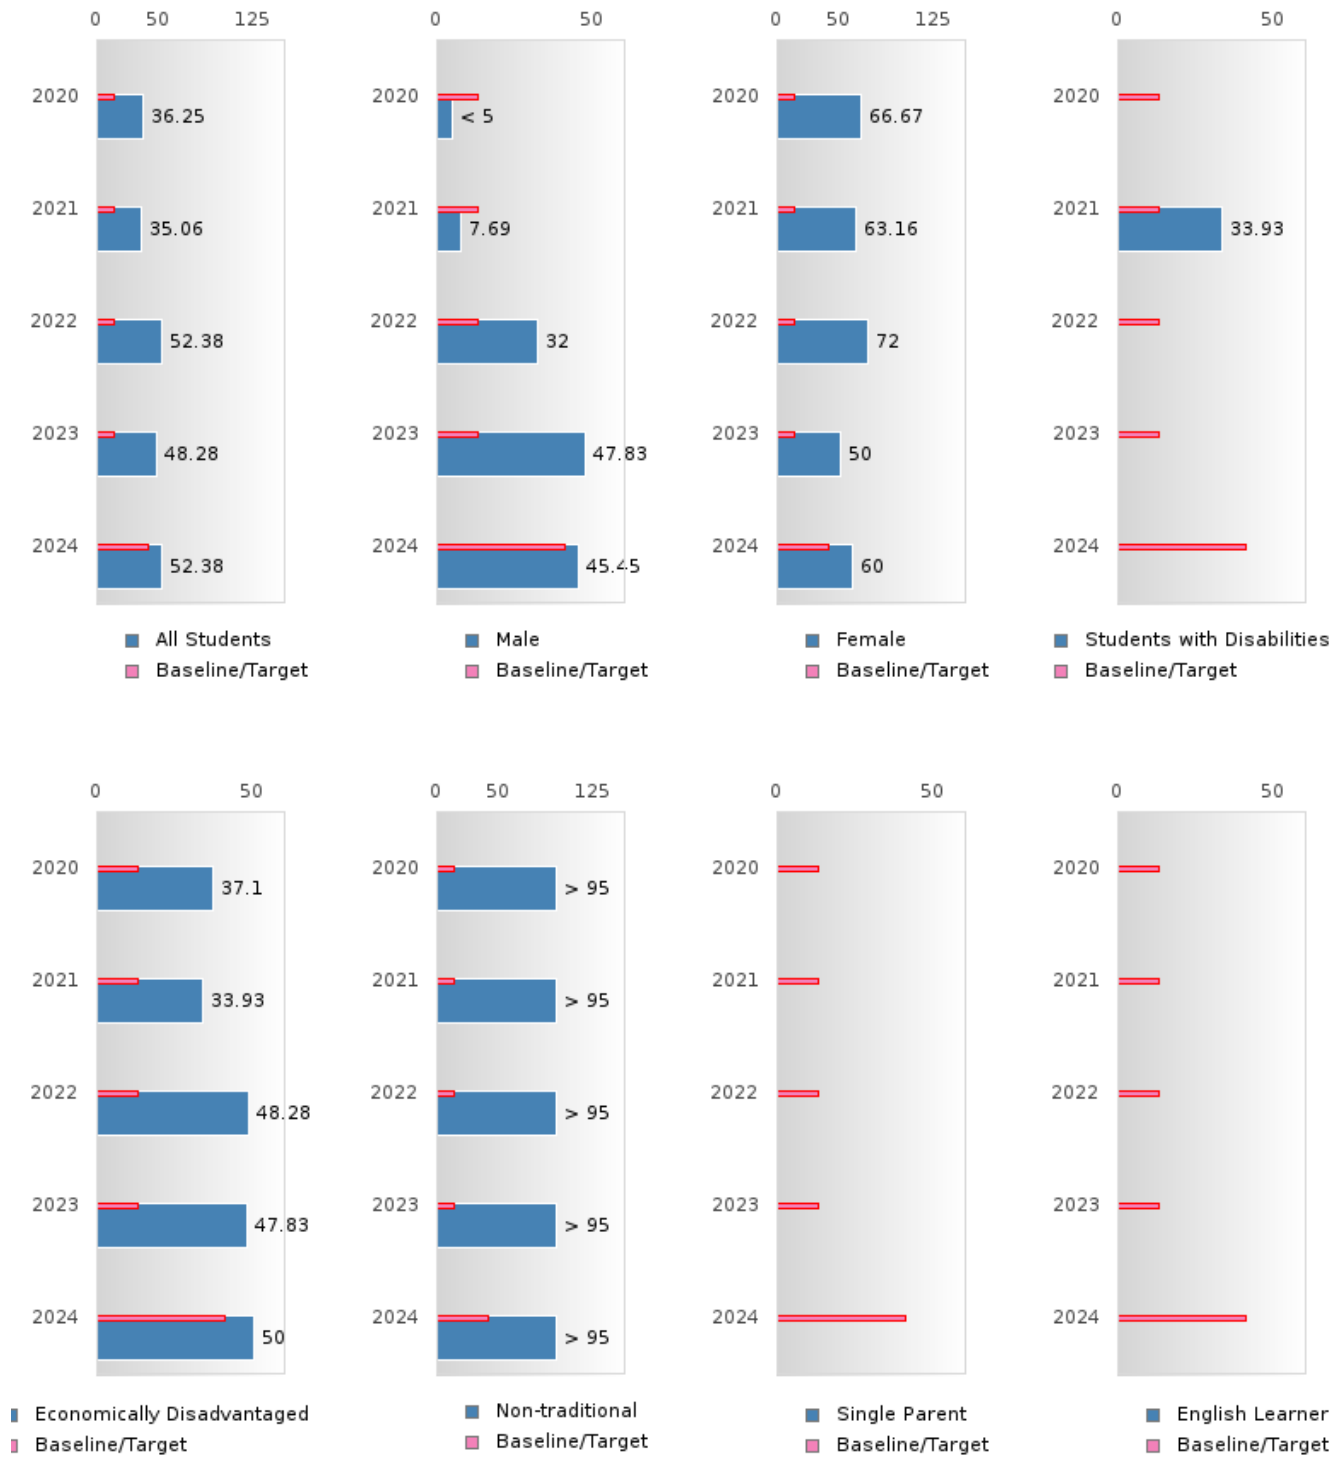 0 50 125
2020 36.25
2021 35.06
2022 52.38
2023 48.28
2024 52.38
All Students
Baseline/Target
0 50
2020 < 5
2021 7.69
2022 32
2023 47.83
2024 45.45
Male
Baseline/Target
0 50 125
2020 66.67
2021 63.16
2022 72
2023 50
2024 60
Female
Baseline/Target
0 50
2020
2021 33.93
2022
2023
2024
Students with Disabilities
Baseline/Target
0 50
2020 37.1
2021 33.93
2022 48.28
2023 47.83
2024 50
Economically Disadvantaged
Baseline/Target
0 50 125
2020 > 95
2021 > 95
2022 > 95
2023 > 95
2024 > 95
Non-traditional
Baseline/Target
0 50
2020
2021
2022
2023
2024
Single Parent
Baseline/Target
0 50
2020
2021
2022
2023
2024
English Learner
Baseline/Target